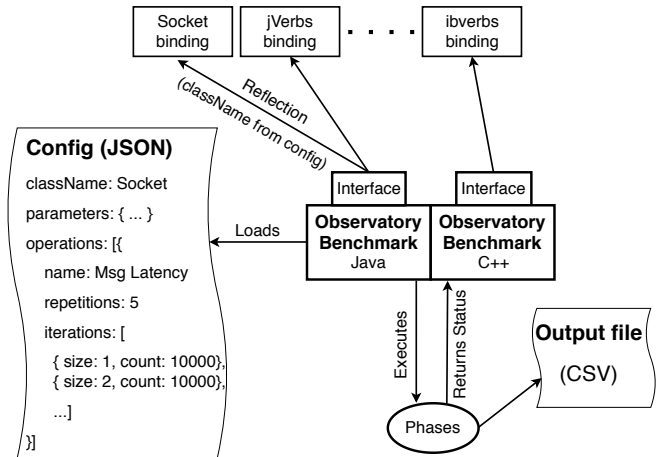 Socket
binding
jVerbs
binding
. . . .
ibverbs
binding
Reflection
(className from config)
Config (JSON)
className: Socket
parameters: { ... }
operations: [{
name: Msg Latency
repetitions: 5
iterations: [
{ size: 1, count: 10000},
{ size: 2, count: 10000},
...]
}]
Loads
Interface
Observatory
Benchmark
Java
Interface
Observatory
Benchmark
C++
Executes
Returns Status
Phases
Output file
(CSV)